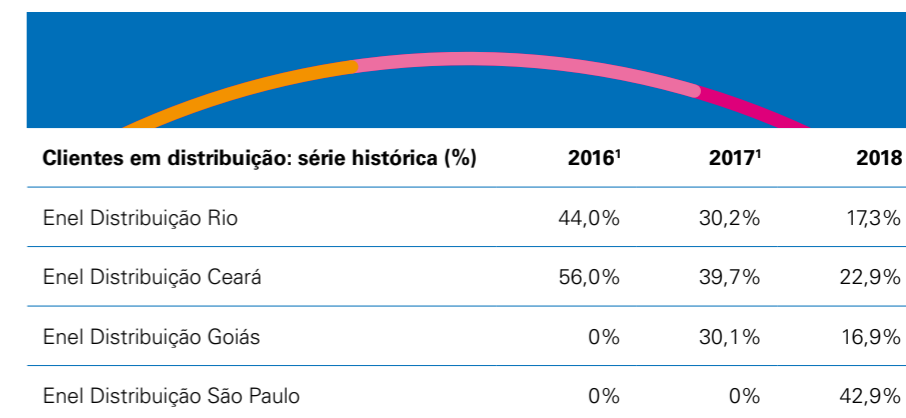 Clientes em distribuição: série histórica (%) 2016¹ 2017¹ 2018
Enel Distribuição Rio 44,0% 30,2% 17,3%
Enel Distribuição Ceará 56,0% 39,7% 22,9%
Enel Distribuição Goiás 0% 30,1% 16,9%
Enel Distribuição São Paulo 0% 0% 42,9%